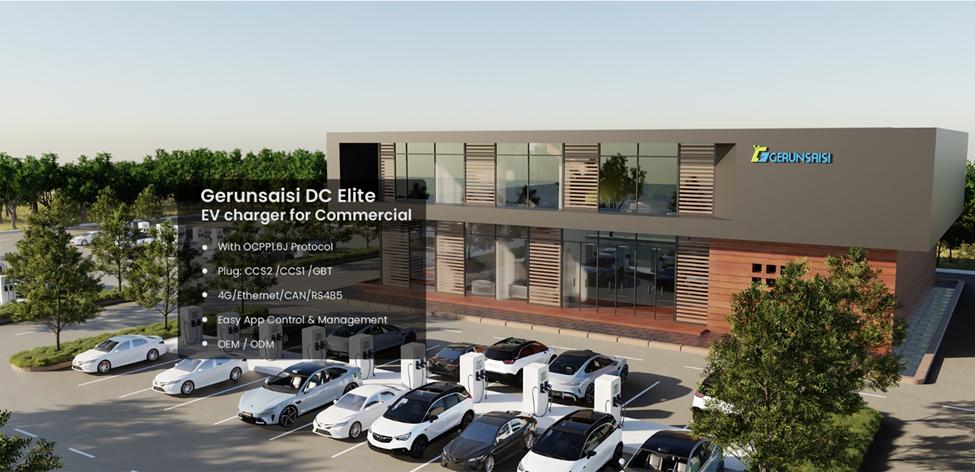 GERUNSAISI
Gerunsaisi DC Elite
EV charger for Commercial
With OCPP1.6J Protocol
Plug: CCS2 /CCS1 /GBT
4G/Ethernet/CAN/RS485
Easy App Control & Management
OEM / ODM